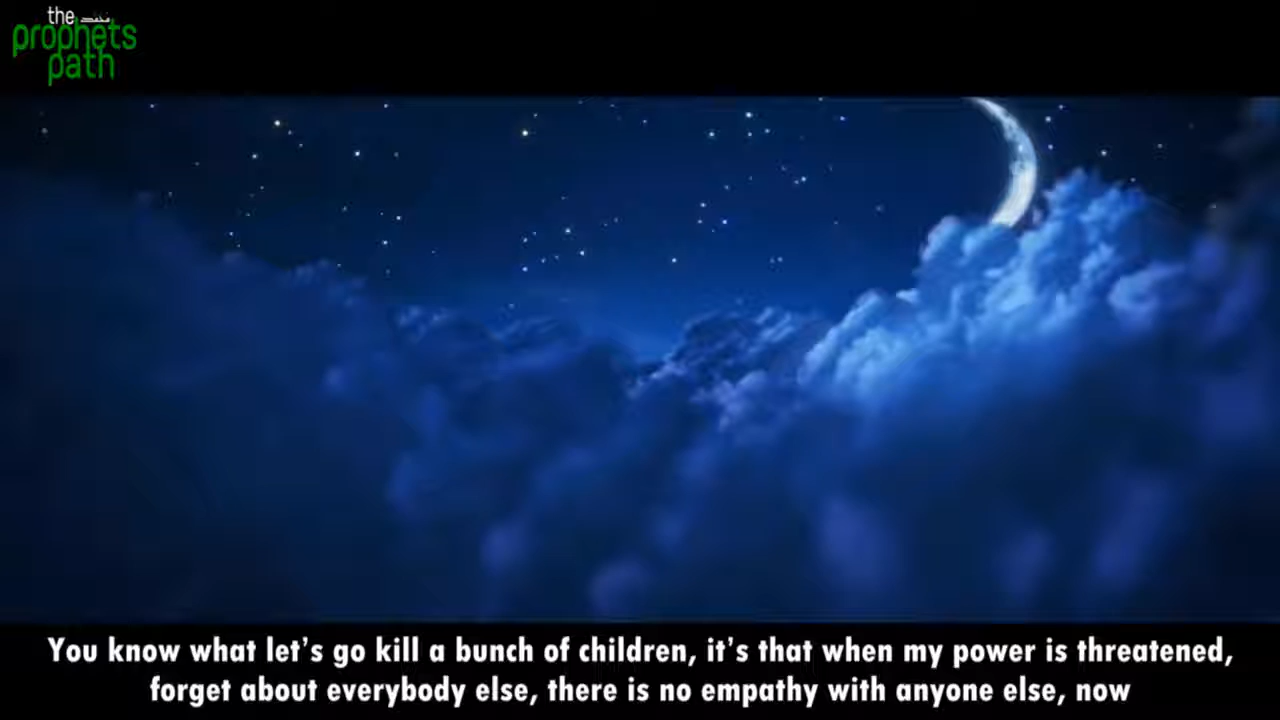 the محمد
prophets
path
You know what let's go kill a bunch of children, it's that when my power is threatened,
forget about everybody else, there is no empathy with anyone else, now